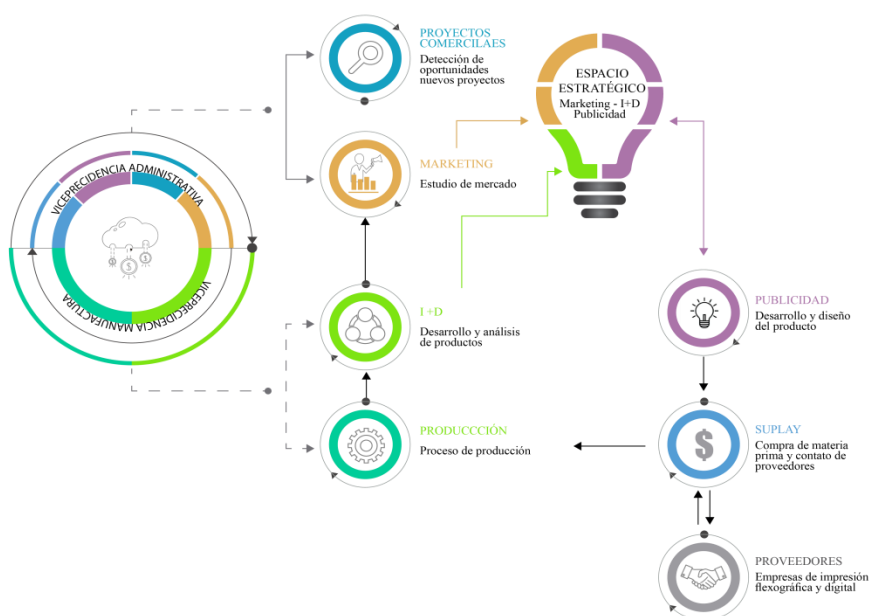 VICEPRECIDENCIA ADMINISTRATIVA
VICEPRECIDENCIA MANUFACTURA
PROYECTOS
COMERCILAES
Detección de
oportunidades
nuevos proyectos
MARKETING
Estudio de mercado
I +D
Desarrollo y análisis
de productos
PRODUCCCIÓN
Proceso de producción
ESPACIO
ESTRATÉGICO
Marketing - I+D
Publicidad
PUBLICIDAD
Desarrollo y diseño
del producto
SUPLAY
Compra de materia
prima y contato de
proveedores
$
PROVEEDORES
Empresas de impresión
flexográfica y digital